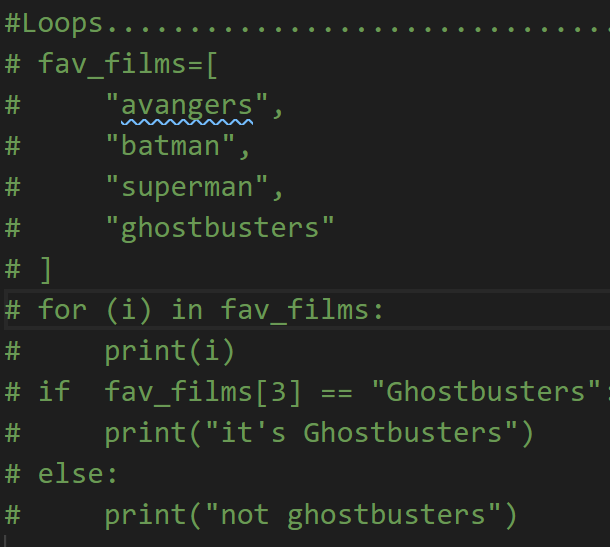 #Loops...............................
# fav_films=[
#     "avangers",
#     "batman",
#     "superman",
#     "ghostbusters"
# ]
# for (i) in fav_films:
#     print(i)
# if  fav_films[3] == "Ghostbusters":
#     print("it's Ghostbusters")
# else:
#     print("not ghostbusters")